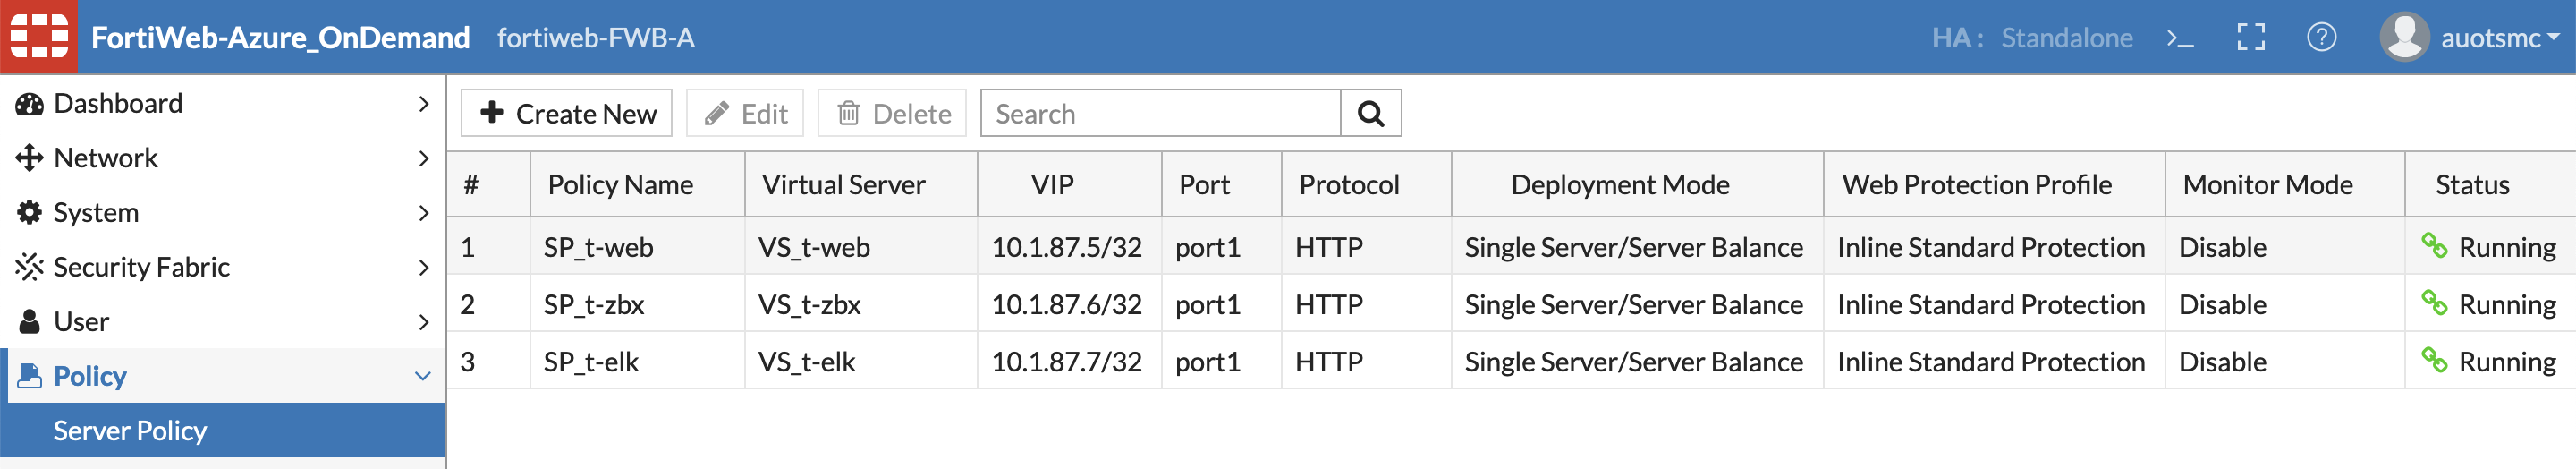 FortiWeb-Azure_OnDemand fortiweb-FWB-A HA: Standalone >_ ? auotsmc
Dashboard
Network
System
Security Fabric
User
Policy
Server Policy
+ Create New Edit Delete Search
# Policy Name Virtual Server VIP Port Protocol Deployment Mode Web Protection Profile Monitor Mode Status
1 SP_t-web VS_t-web 10.1.87.5/32 port1 HTTP Single Server/Server Balance Inline Standard Protection Disable Running
2 SP_t-zbx VS_t-zbx 10.1.87.6/32 port1 HTTP Single Server/Server Balance Inline Standard Protection Disable Running
3 SP_t-elk VS_t-elk 10.1.87.7/32 port1 HTTP Single Server/Server Balance Inline Standard Protection Disable Running